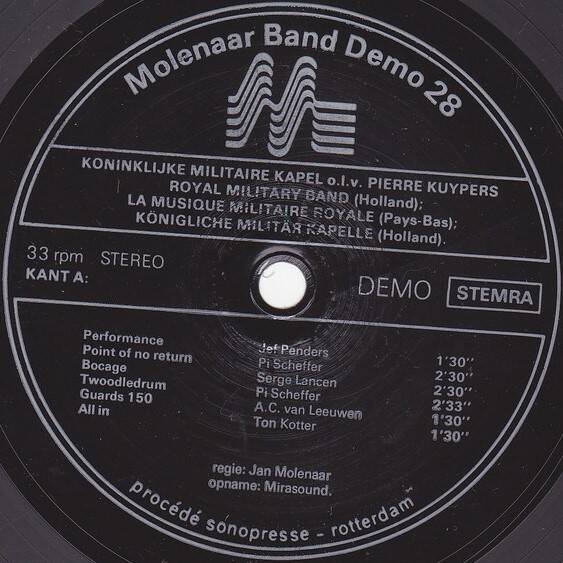 Molenaar Band Demo 28
KONINKLIJKE MILITAIRE KAPEL o.l.v. PIERRE KUYPERS
ROYAL MILITARY BAND (Holland);
LA MUSIQUE MILITAIRE ROYALE (Pays-Bas);
KÖNIGLICHE MILITÄR KAPELLE (Holland).
33 rpm STEREO
KANT A:
DEMO STEMRA
Performance Jef Penders 1'30''
Point of no return Pi Scheffer 2'30''
Bocage Serge Lancen 2'30''
Twoodledrum Pi Scheffer 2'33''
Guards 150 A.C. van Leeuwen 1'30''
All in Ton Kotter 1'30''
regie: Jan Molenaar
opname: Mirasound.
procédé sonopresse - rotterdam